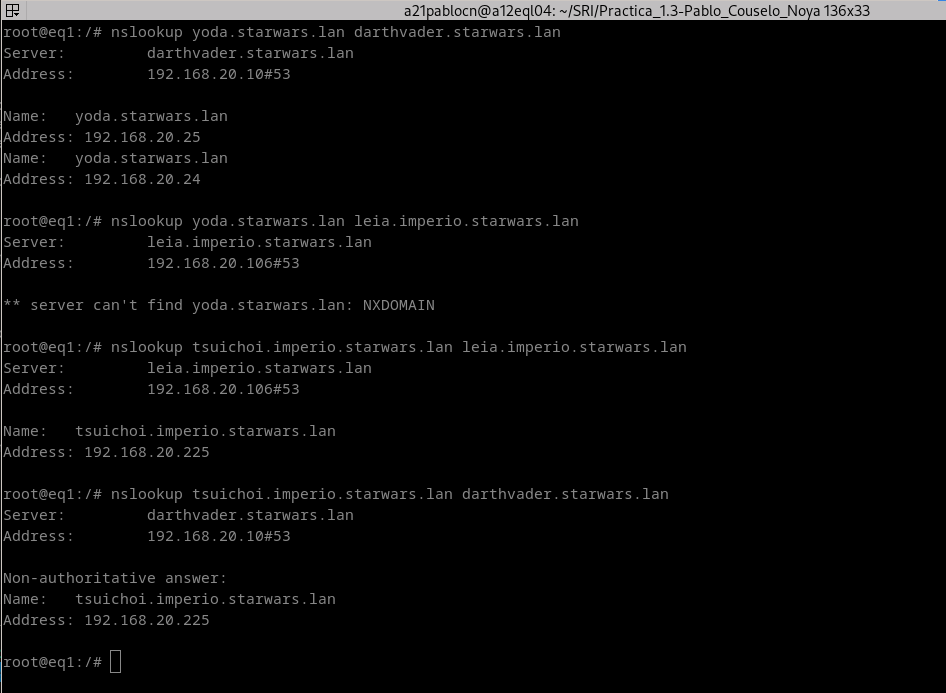 a21pablocn@a12eql04: ~/SRI/Practica_1.3-Pablo_Couselo_Noya 136x33
root@eq1:/# nslookup yoda.starwars.lan darthvader.starwars.lan
Server:         darthvader.starwars.lan
Address:        192.168.20.10#53

Name:   yoda.starwars.lan
Address: 192.168.20.25
Name:   yoda.starwars.lan
Address: 192.168.20.24

root@eq1:/# nslookup yoda.starwars.lan leia.imperio.starwars.lan
Server:         leia.imperio.starwars.lan
Address:        192.168.20.106#53

** server can't find yoda.starwars.lan: NXDOMAIN

root@eq1:/# nslookup tsuichoi.imperio.starwars.lan leia.imperio.starwars.lan
Server:         leia.imperio.starwars.lan
Address:        192.168.20.106#53

Name:   tsuichoi.imperio.starwars.lan
Address: 192.168.20.225

root@eq1:/# nslookup tsuichoi.imperio.starwars.lan darthvader.starwars.lan
Server:         darthvader.starwars.lan
Address:        192.168.20.10#53

Non-authoritative answer:
Name:   tsuichoi.imperio.starwars.lan
Address: 192.168.20.225

root@eq1:/#